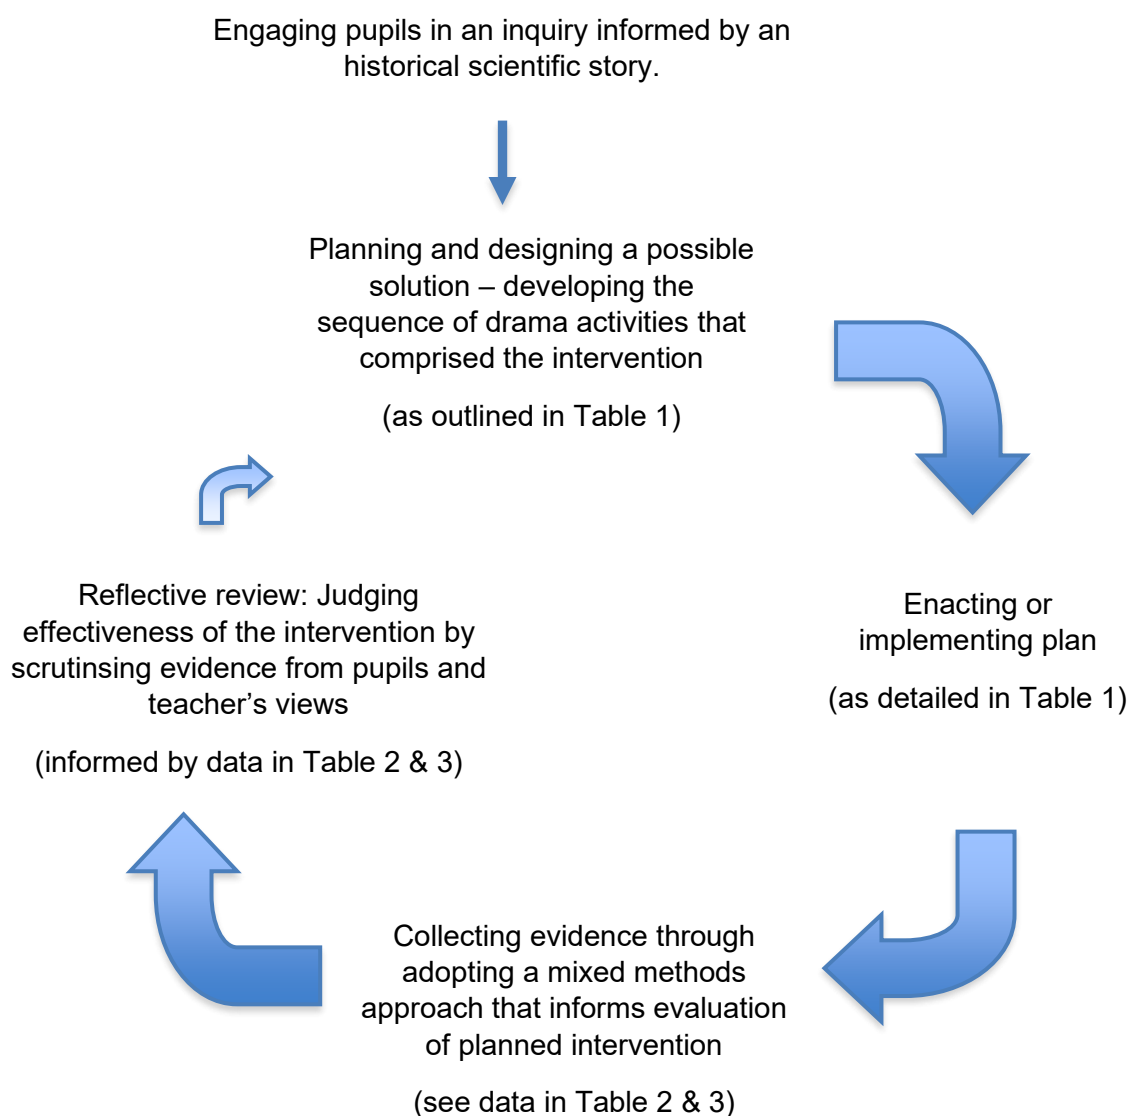 Engaging pupils in an inquiry informed by an
historical scientific story.
Planning and designing a possible
solution – developing the
sequence of drama activities that
comprised the intervention
(as outlined in Table 1)
Enacting or
implementing plan
(as detailed in Table 1)
Collecting evidence through
adopting a mixed methods
approach that informs evaluation
of planned intervention
(see data in Table 2 & 3)
Reflective review: Judging
effectiveness of the intervention by
scrutinsing evidence from pupils and
teacher’s views
(informed by data in Table 2 & 3)